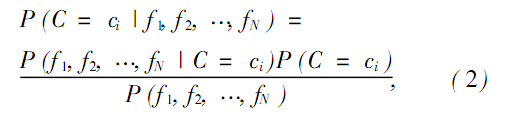 P(C = c_i | f_1, f_2, …, f_N) =
P(f_1, f_2, …, f_N | C = c_i)P(C = c_i)
P(f_1, f_2, …, f_N) , (2)